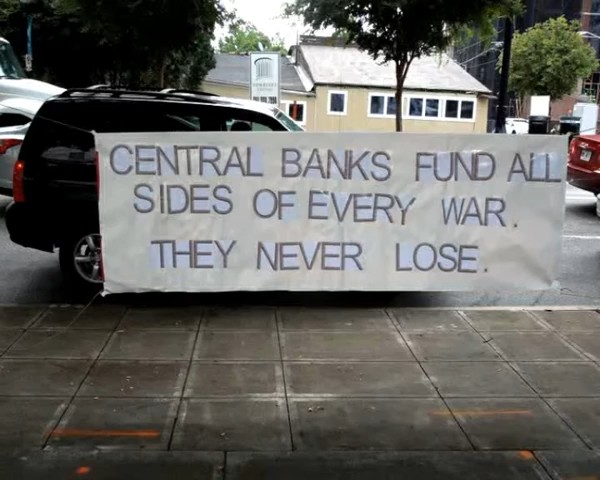 CENTRAL BANKS FUND ALL
SIDES OF EVERY WAR.
THEY NEVER LOSE.